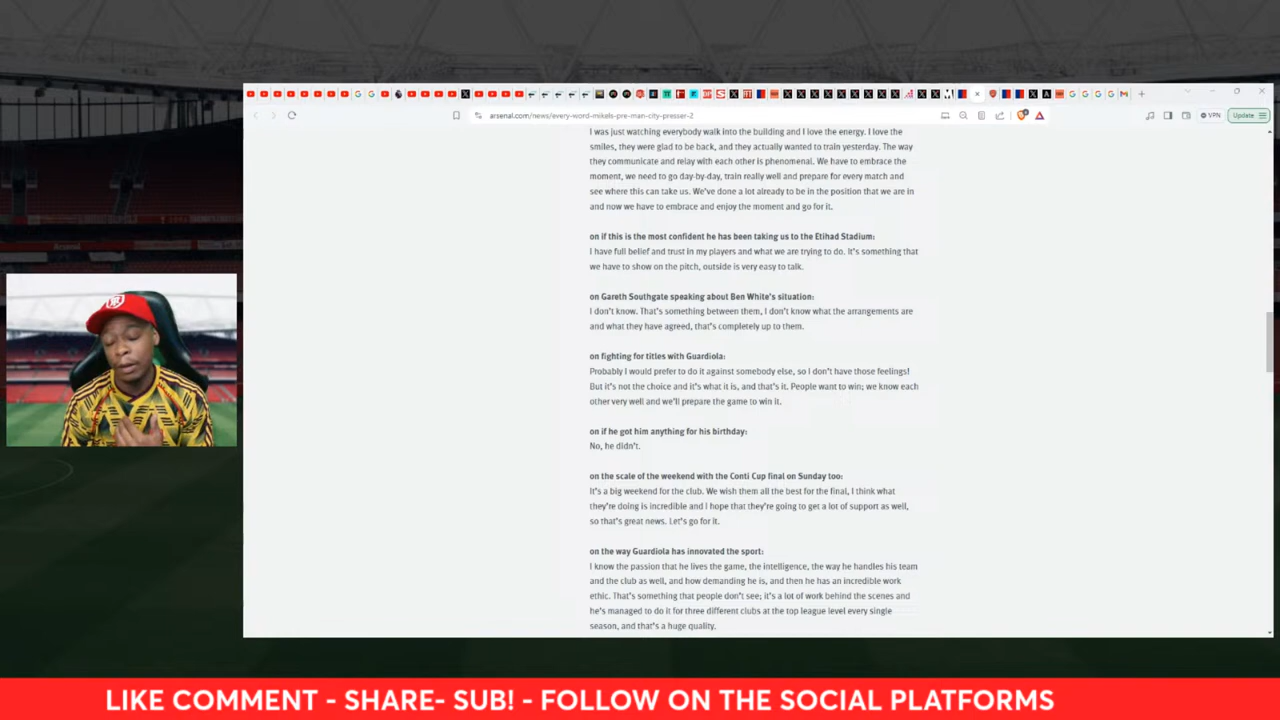 arsenal.com/news/every-word-mikels-pre-man-city-presser-2
VPN
Update
I was just watching everybody walk into the building and I love the energy. I love the
smiles, they were glad to be back, and they actually wanted to train yesterday. The way
they communicate and relay with each other is phenomenal. We have to embrace the
moment, we need to go day-by-day, train really well and prepare for every match and
see where this can take us. We've done a lot already to be in the position that we are in
and now we have to embrace and enjoy the moment and go for it.
on if this is the most confident he has been taking us to the Etihad Stadium:
I have full belief and trust in my players and what we are trying to do. It's something that
we have to show on the pitch, outside is very easy to talk.
on Gareth Southgate speaking about Ben White's situation:
I don't know. That's something between them, I don't know what the arrangements are
and what they have agreed, that's completely up to them.
on fighting for titles with Guardiola:
Probably I would prefer to do it against somebody else, so I don't have those feelings!
But it's not the choice and it's what it is, and that's it. People want to win; we know each
other very well and we'll prepare the game to win it.
on if he got him anything for his birthday:
No, he didn't.
on the scale of the weekend with the Conti Cup final on Sunday too:
It's a big weekend for the club. We wish them all the best for the final, I think what
they're doing is incredible and I hope that they're going to get a lot of support as well,
so that's great news. Let's go for it.
on the way Guardiola has innovated the sport:
I know the passion that he lives the game, the intelligence, the way he handles his team
and the club as well, and how demanding he is, and then he has an incredible work
ethic. That's something that people don't see; it's a lot of work behind the scenes and
he's managed to do it for three different clubs at the top league level every single
season, and that's a huge quality.
LIKE COMMENT - SHARE- SUB! - FOLLOW ON THE SOCIAL PLATFORMS